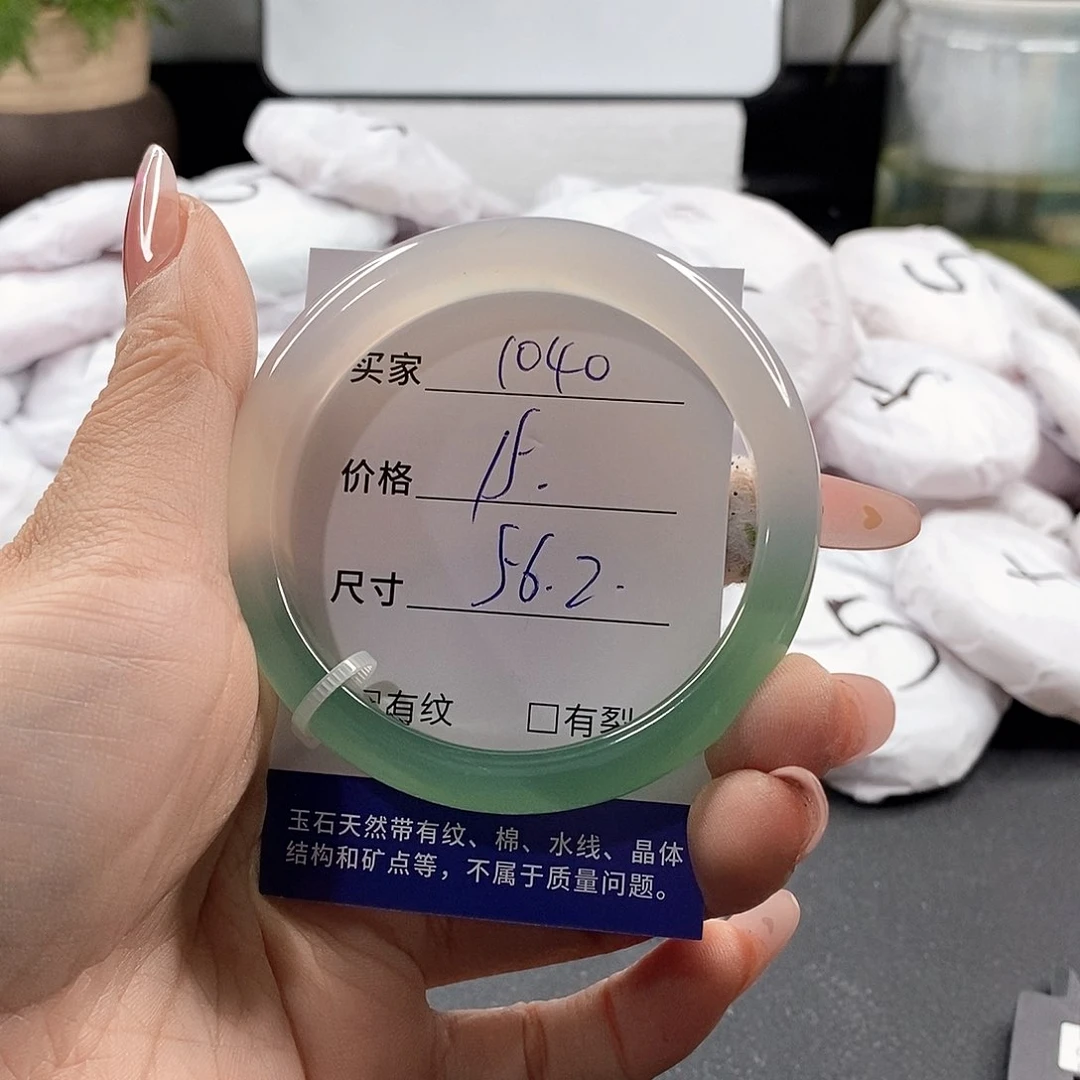 买家 1040
价格 15.
尺寸 56.2.
有纹 □有裂
玉石天然带有纹、棉、水线、晶体
结构和矿点等，不属于质量问题。